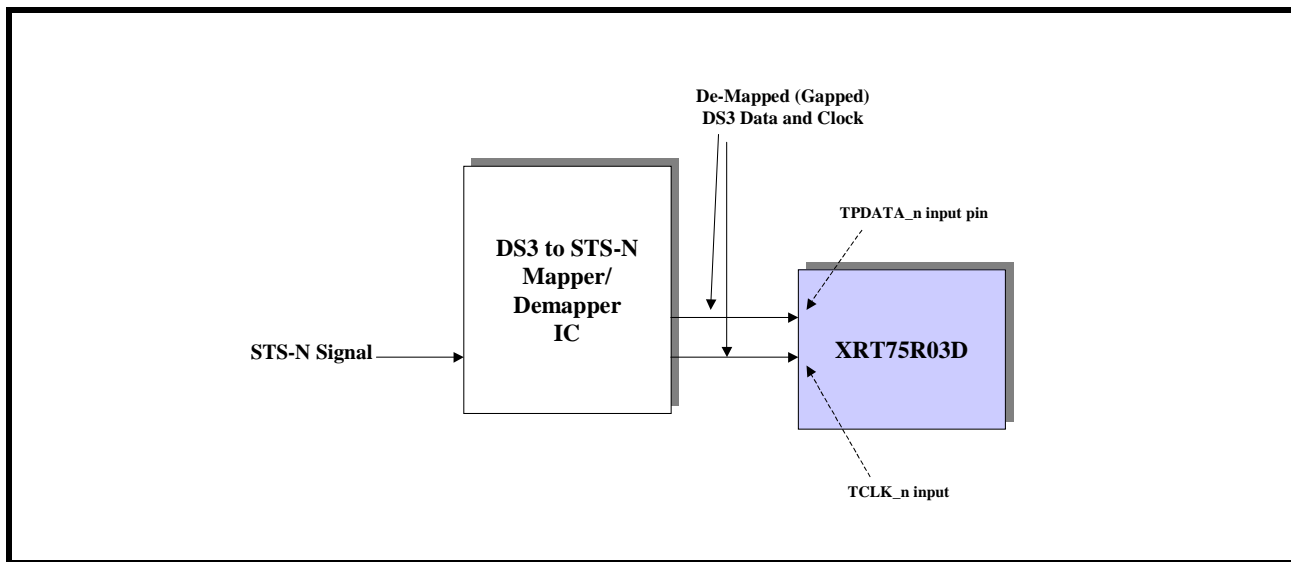 De-Mapped (Gapped)
DS3 Data and Clock
TPDATA_n input pin
DS3 to STS-N
Mapper/
Demapper
IC
STS-N Signal
XRT75R03D
TCLK_n input